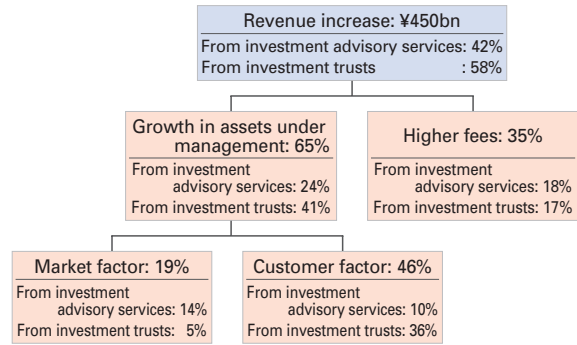 Revenue increase: ¥450bn
From investment advisory services: 42%
From investment trusts : 58%
Growth in assets under
management: 65%
From investment
advisory services: 24%
From investment trusts: 41%
Higher fees: 35%
From investment
advisory services: 18%
From investment trusts: 17%
Market factor: 19%
From investment
advisory services: 14%
From investment trusts: 5%
Customer factor: 46%
From investment
advisory services: 10%
From investment trusts: 36%